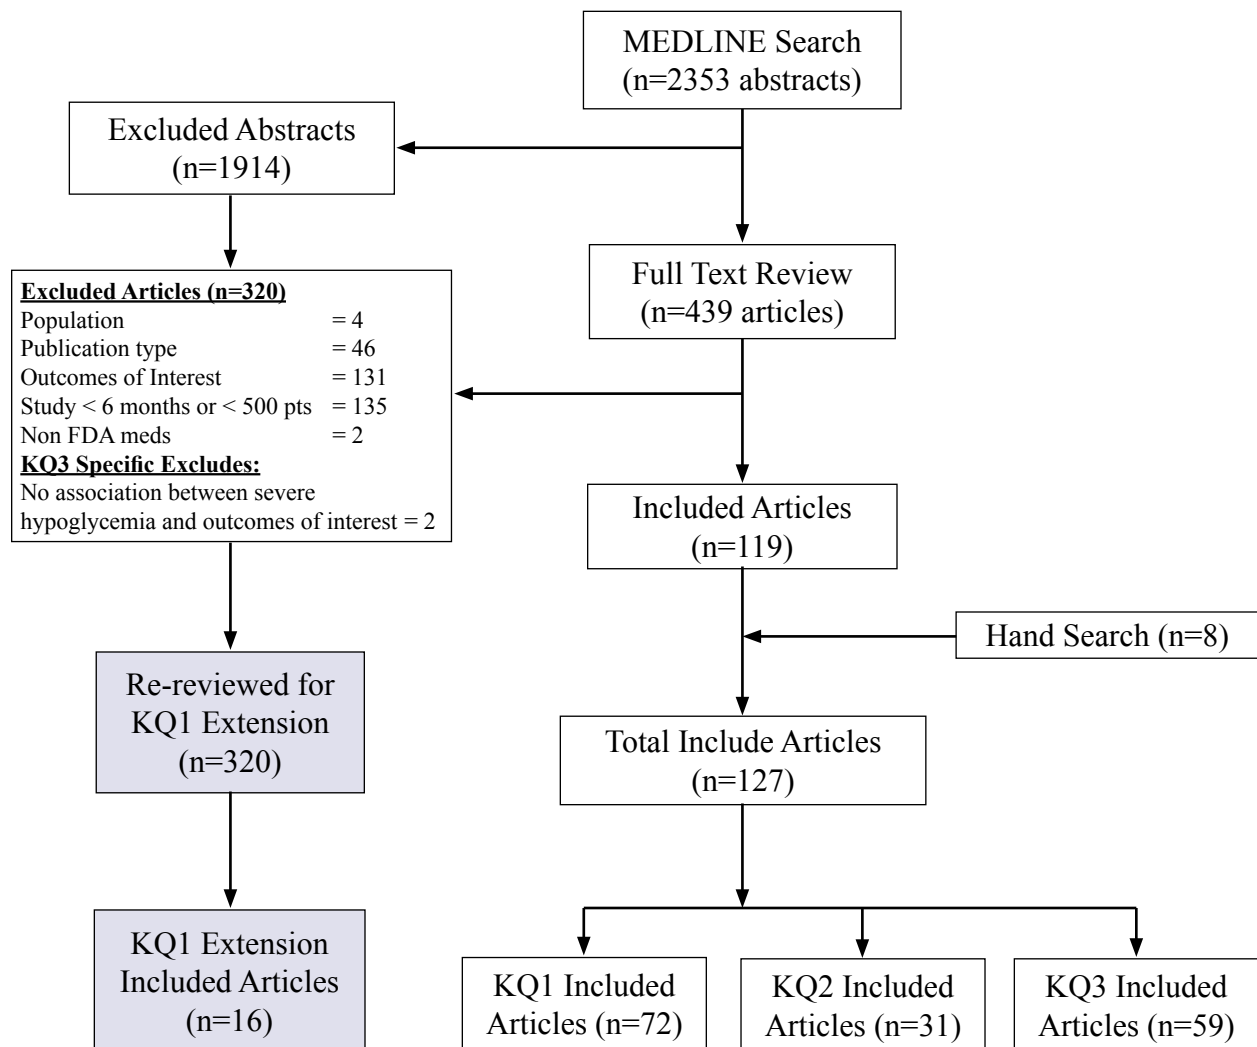 MEDLINE Search
(n=2353 abstracts)
Excluded Abstracts
(n=1914)
Full Text Review
(n=439 articles)
Excluded Articles (n=320)
Population = 4
Publication type = 46
Outcomes of Interest = 131
Study < 6 months or < 500 pts = 135
Non FDA meds = 2
KQ3 Specific Excludes:
No association between severe
hypoglycemia and outcomes of interest = 2
Included Articles
(n=119)
Hand Search (n=8)
Re-reviewed for
KQ1 Extension
(n=320)
Total Include Articles
(n=127)
KQ1 Extension
Included Articles
(n=16)
KQ1 Included
Articles (n=72)
KQ2 Included
Articles (n=31)
KQ3 Included
Articles (n=59)